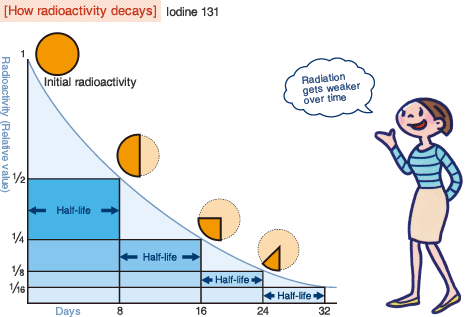 [How radioactivity decays] Iodine 131
1
Initial radioactivity
Radiation
gets weaker
over time
Radioactivity (Relative value)
1/2
Half-life
1/4
Half-life
1/8
Half-life
1/16
Half-life
Days 8 16 24 32